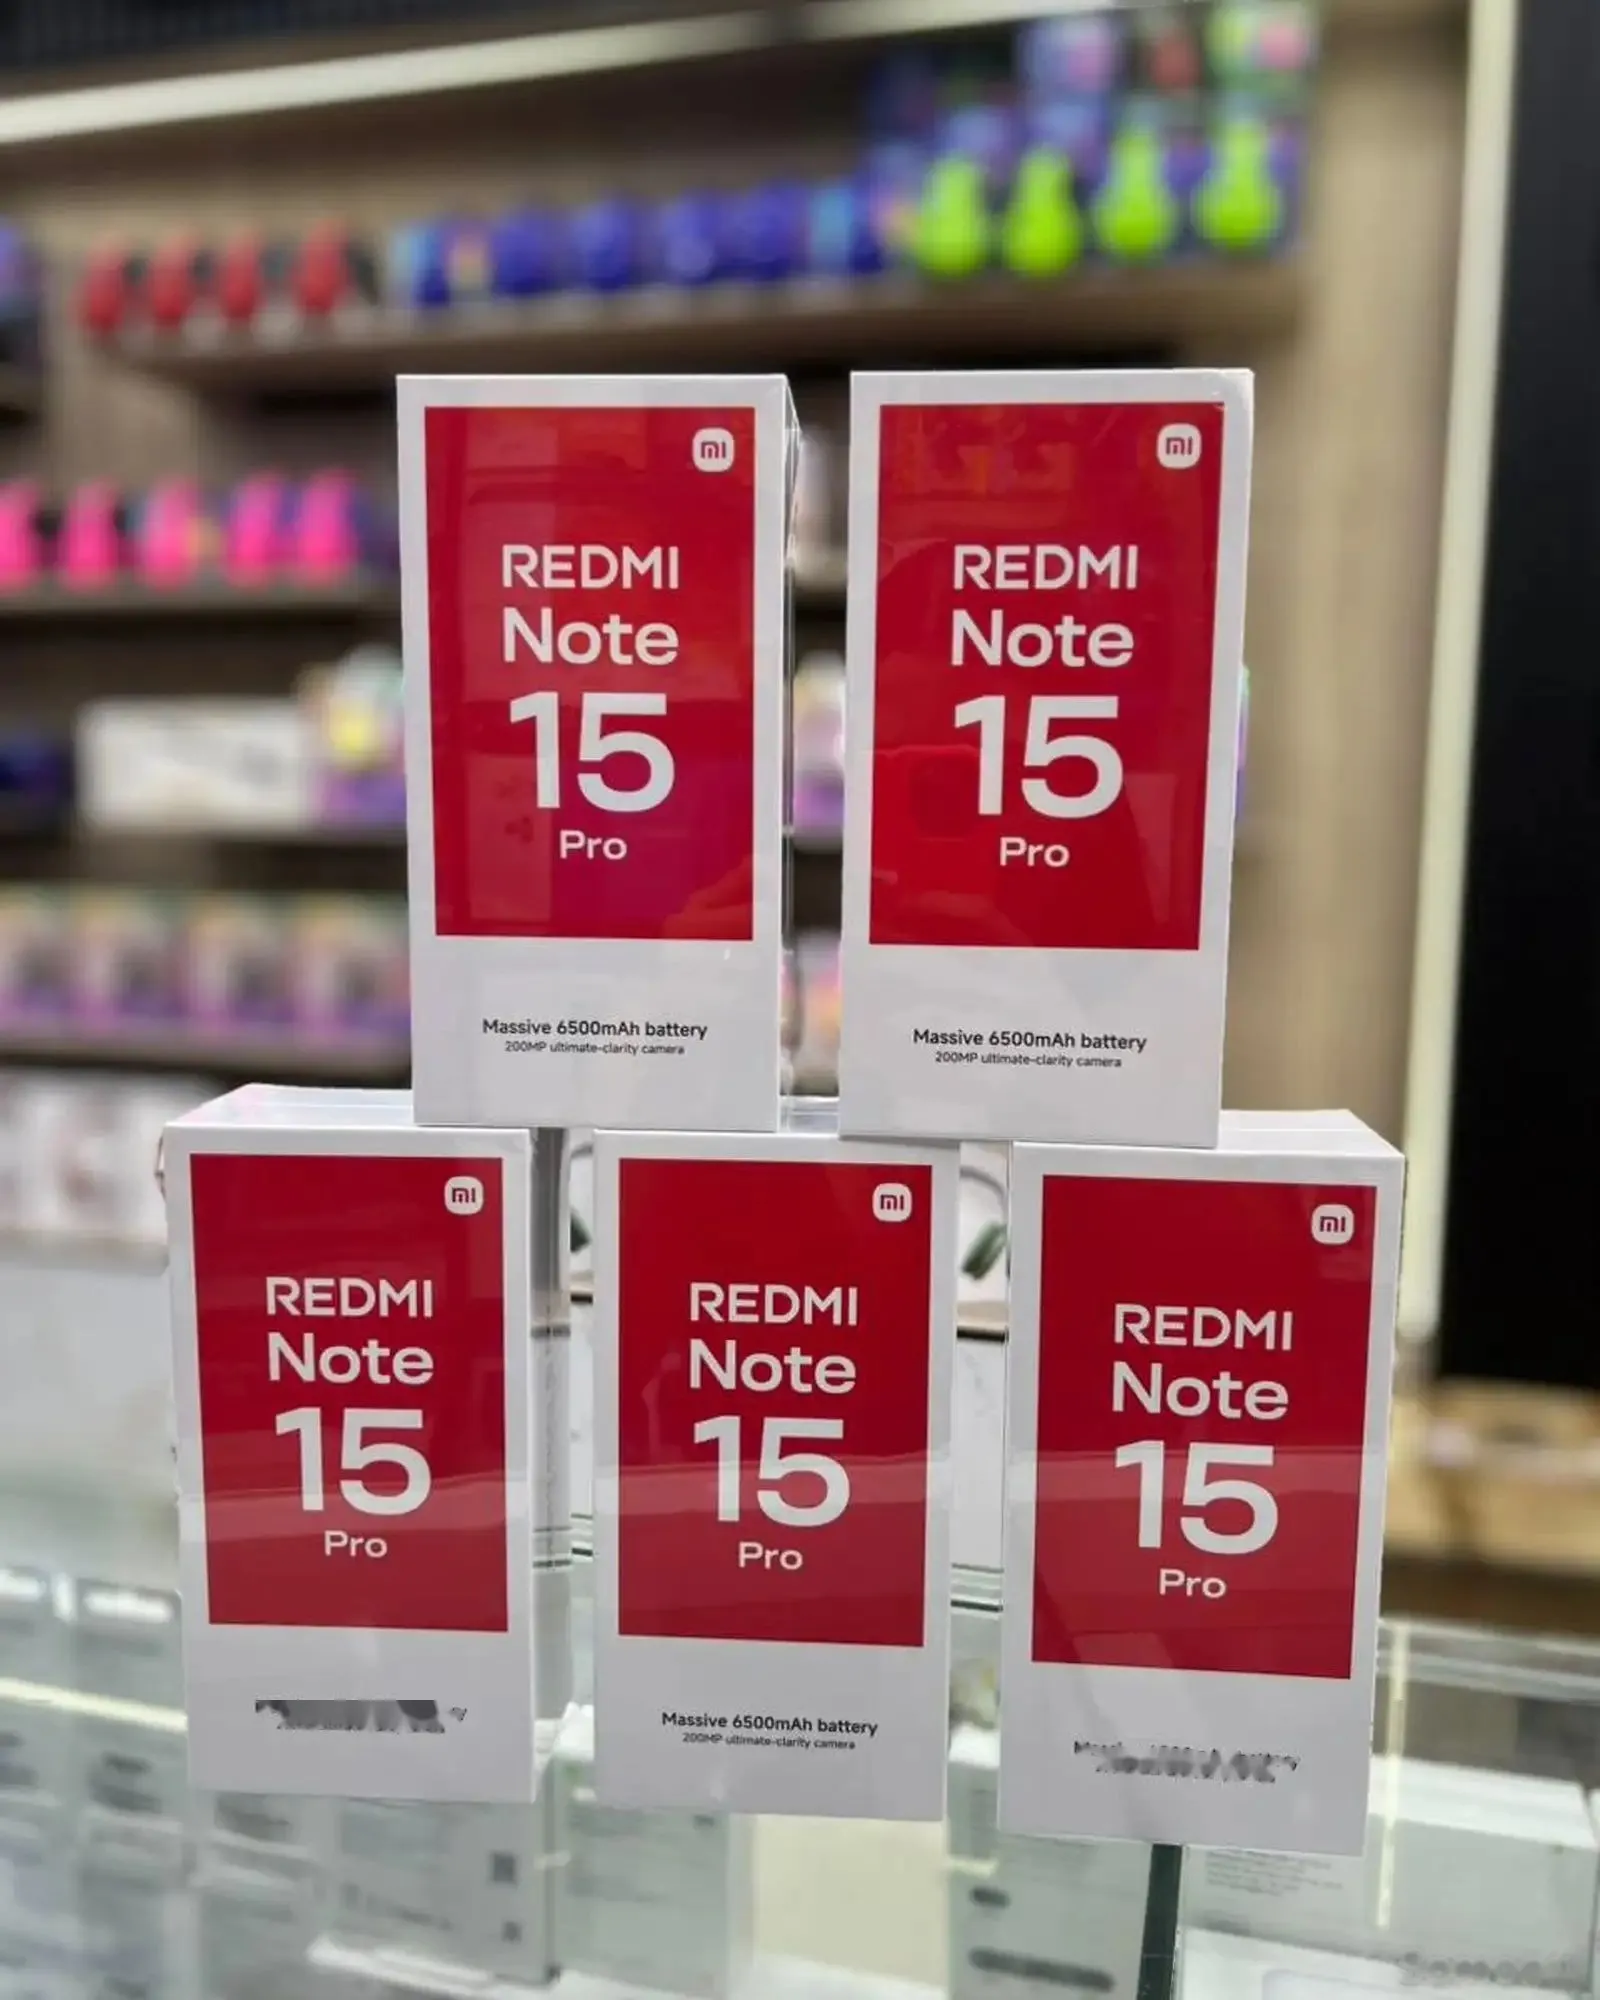 mi
REDMI
Note
15
Pro
Massive 6500mAh battery
200MP ultimate-clarity camera
mi
REDMI
Note
15
Pro
Massive 6500mAh battery
200MP ultimate-clarity camera
mi
REDMI
Note
15
Pro
mi
REDMI
Note
15
Pro
Massive 6500mAh battery
200MP ultimate-clarity camera
mi
REDMI
Note
15
Pro